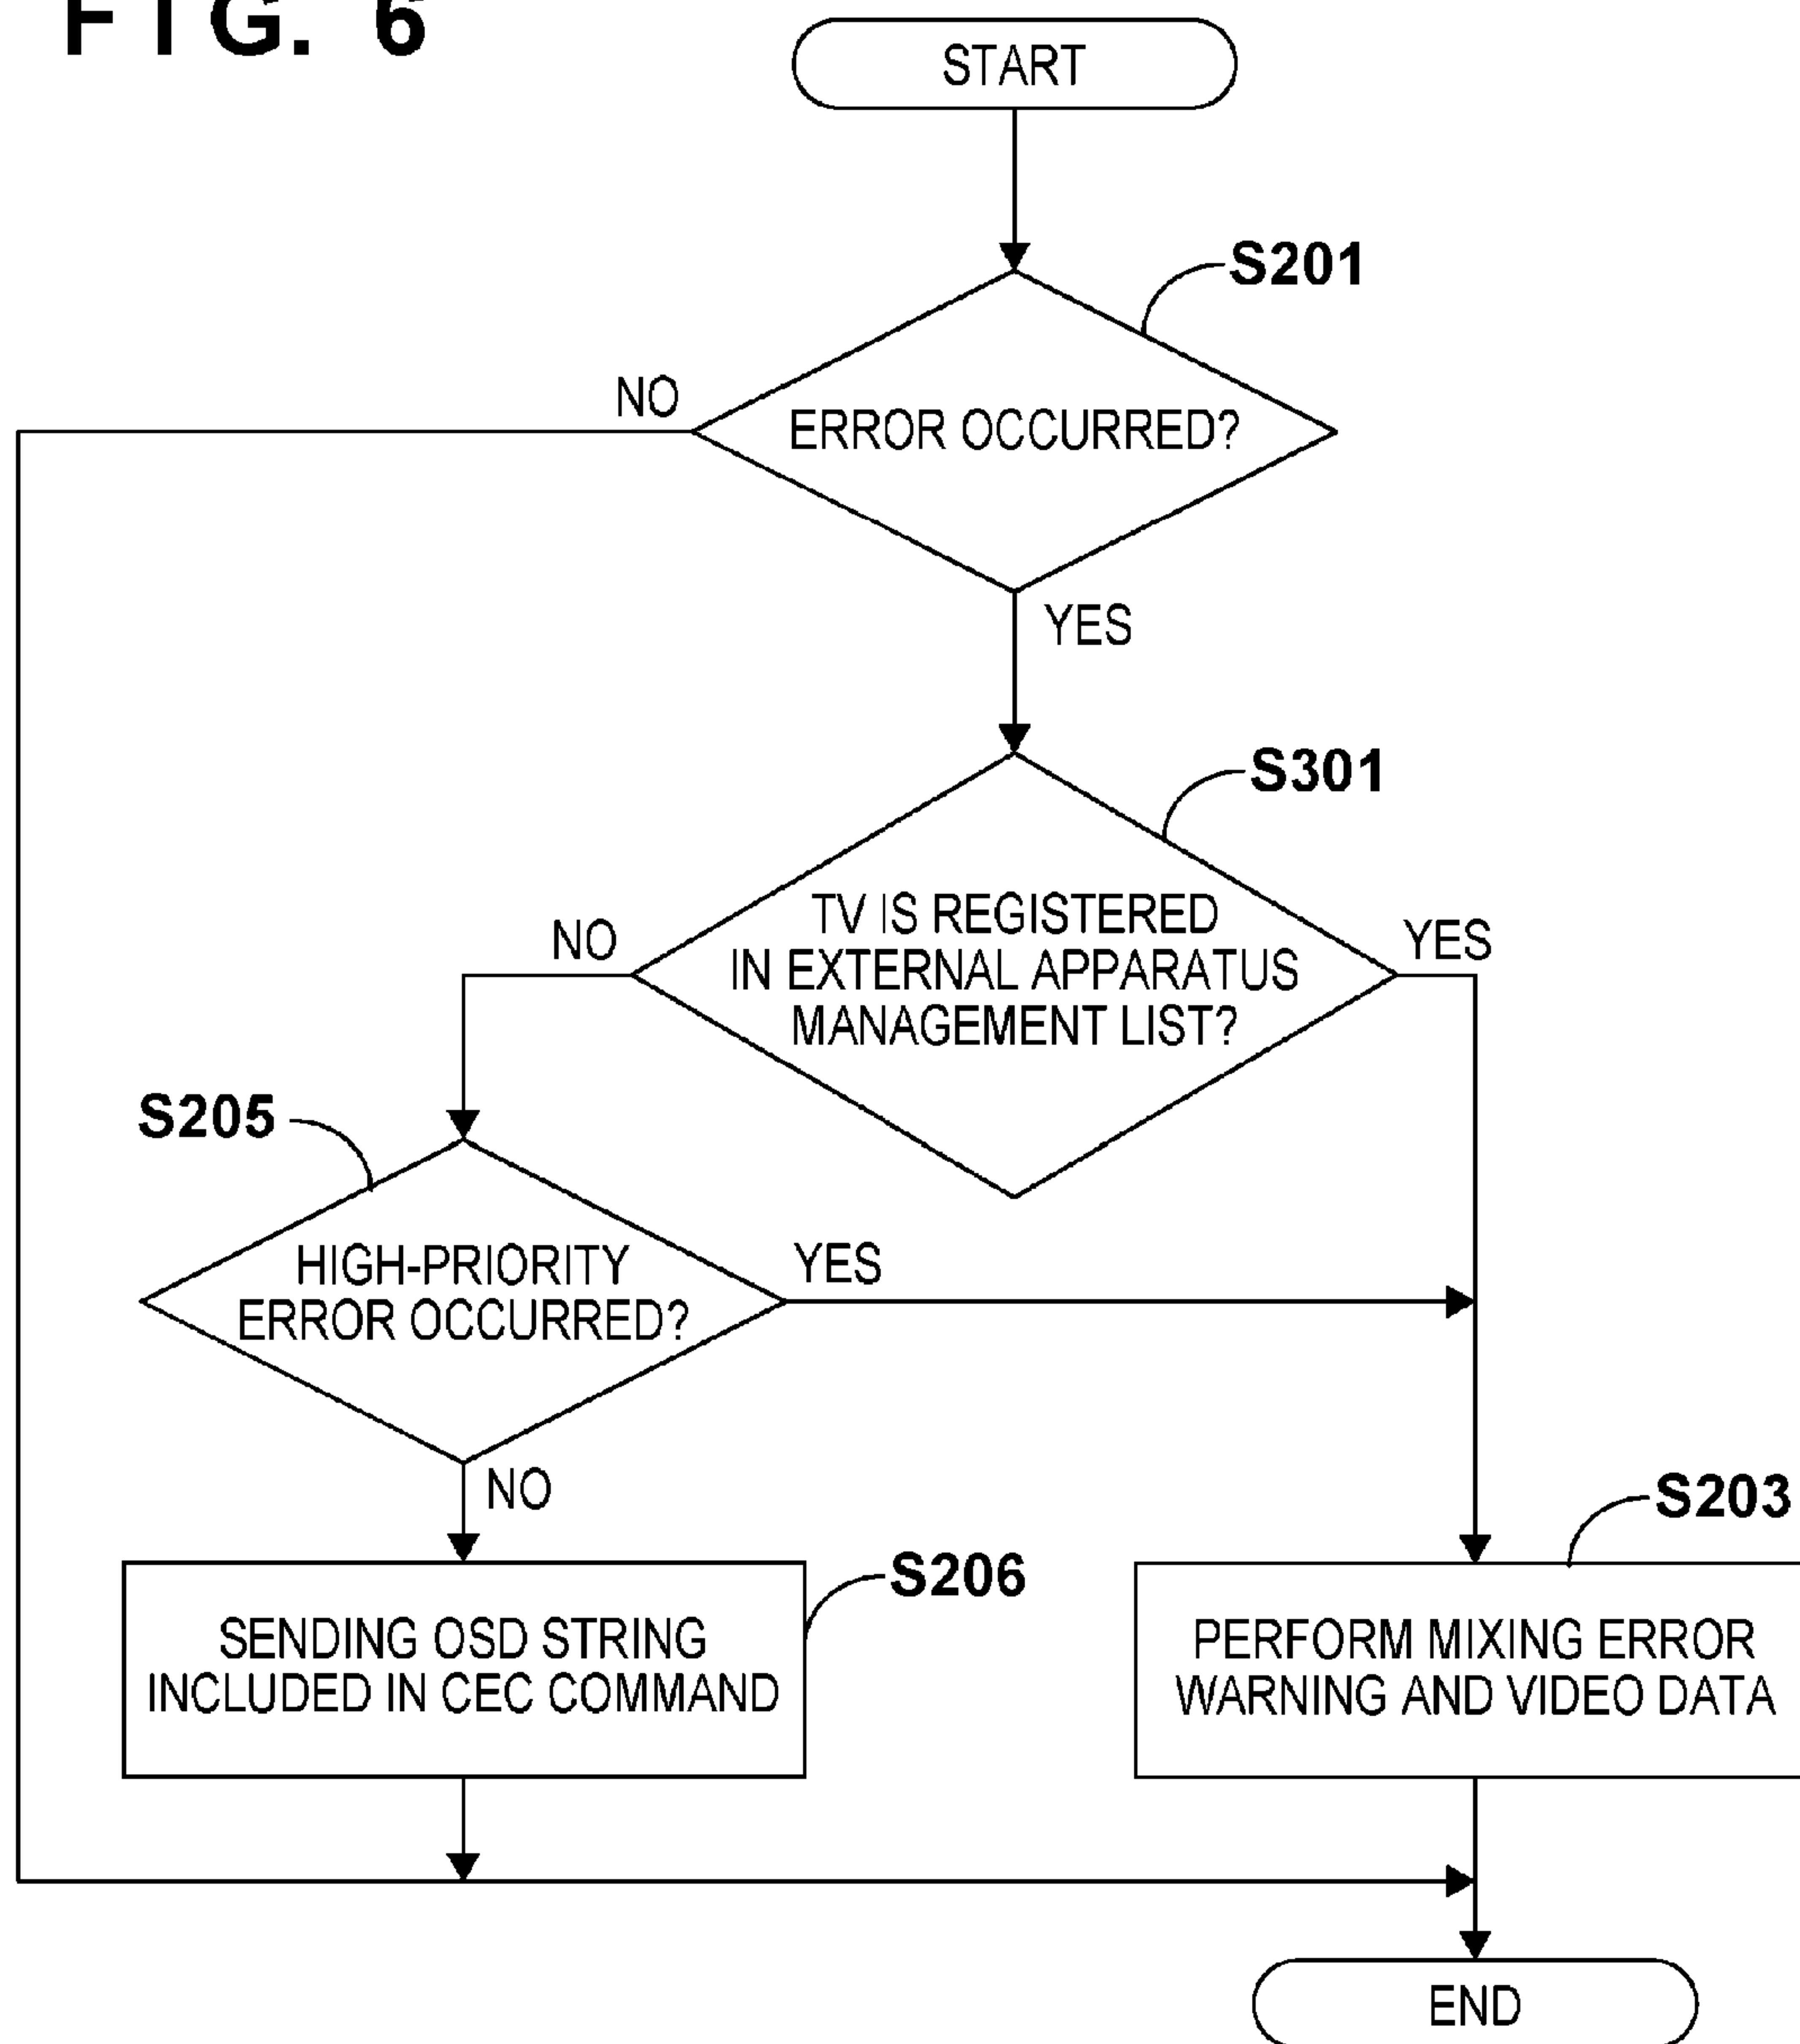 FIG. 6
START
S201
NO
ERROR OCCURRED?
YES
S301
TV IS REGISTERED
IN EXTERNAL APPARATUS
MANAGEMENT LIST?
NO
YES
S205
HIGH-PRIORITY
ERROR OCCURRED?
YES
NO
S203
S206
SENDING OSD STRING
INCLUDED IN CEC COMMAND
PERFORM MIXING ERROR
WARNING AND VIDEO DATA
END